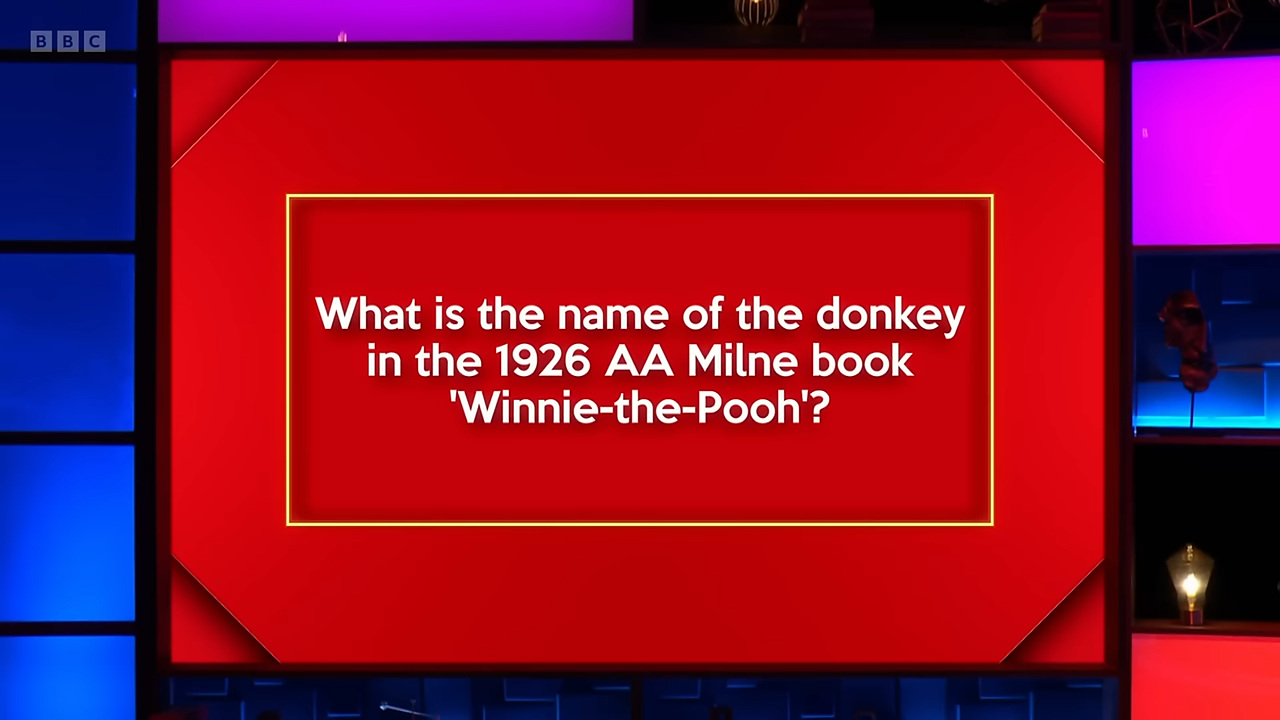 BBC
What is the name of the donkey
in the 1926 AA Milne book
'Winnie-the-Pooh'?